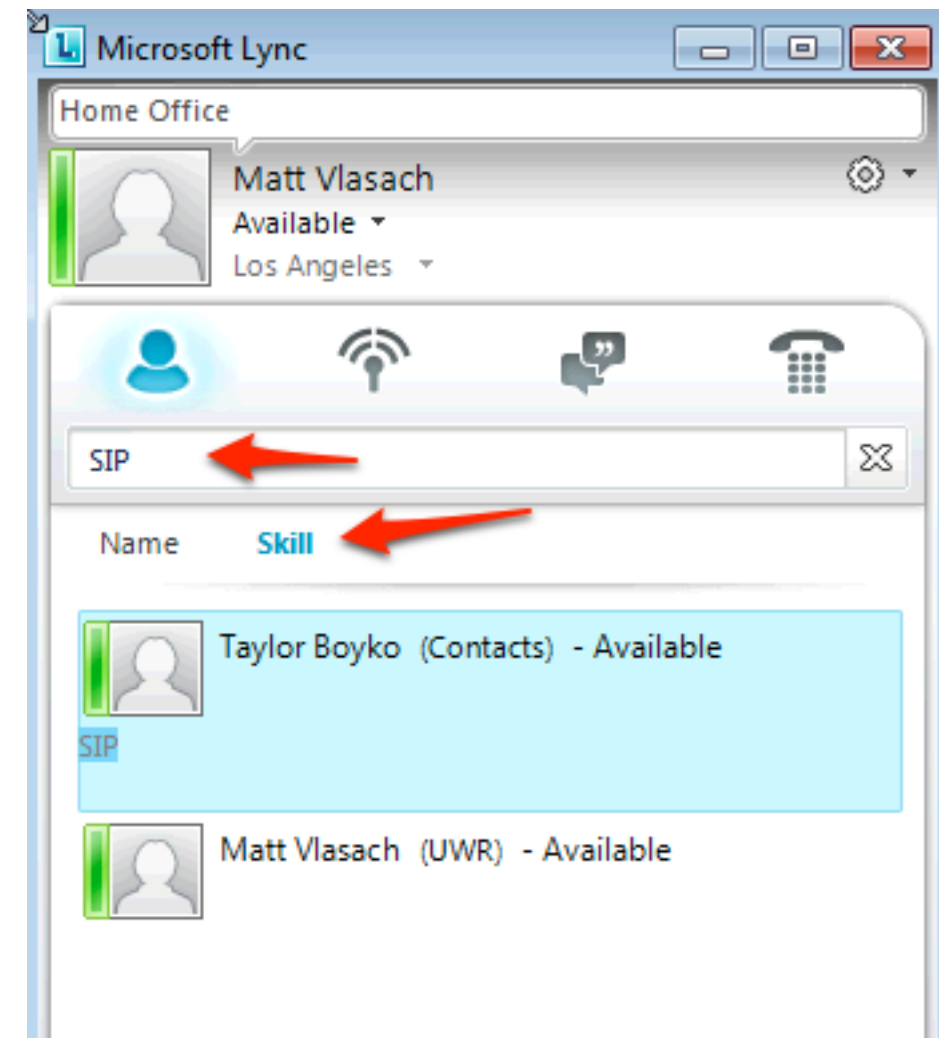 Microsoft Lync
Home Office
Matt Vlasach
Available
Los Angeles
SIP
Name Skill
Taylor Boyko (Contacts) - Available
SIP
Matt Vlasach (UWR) - Available